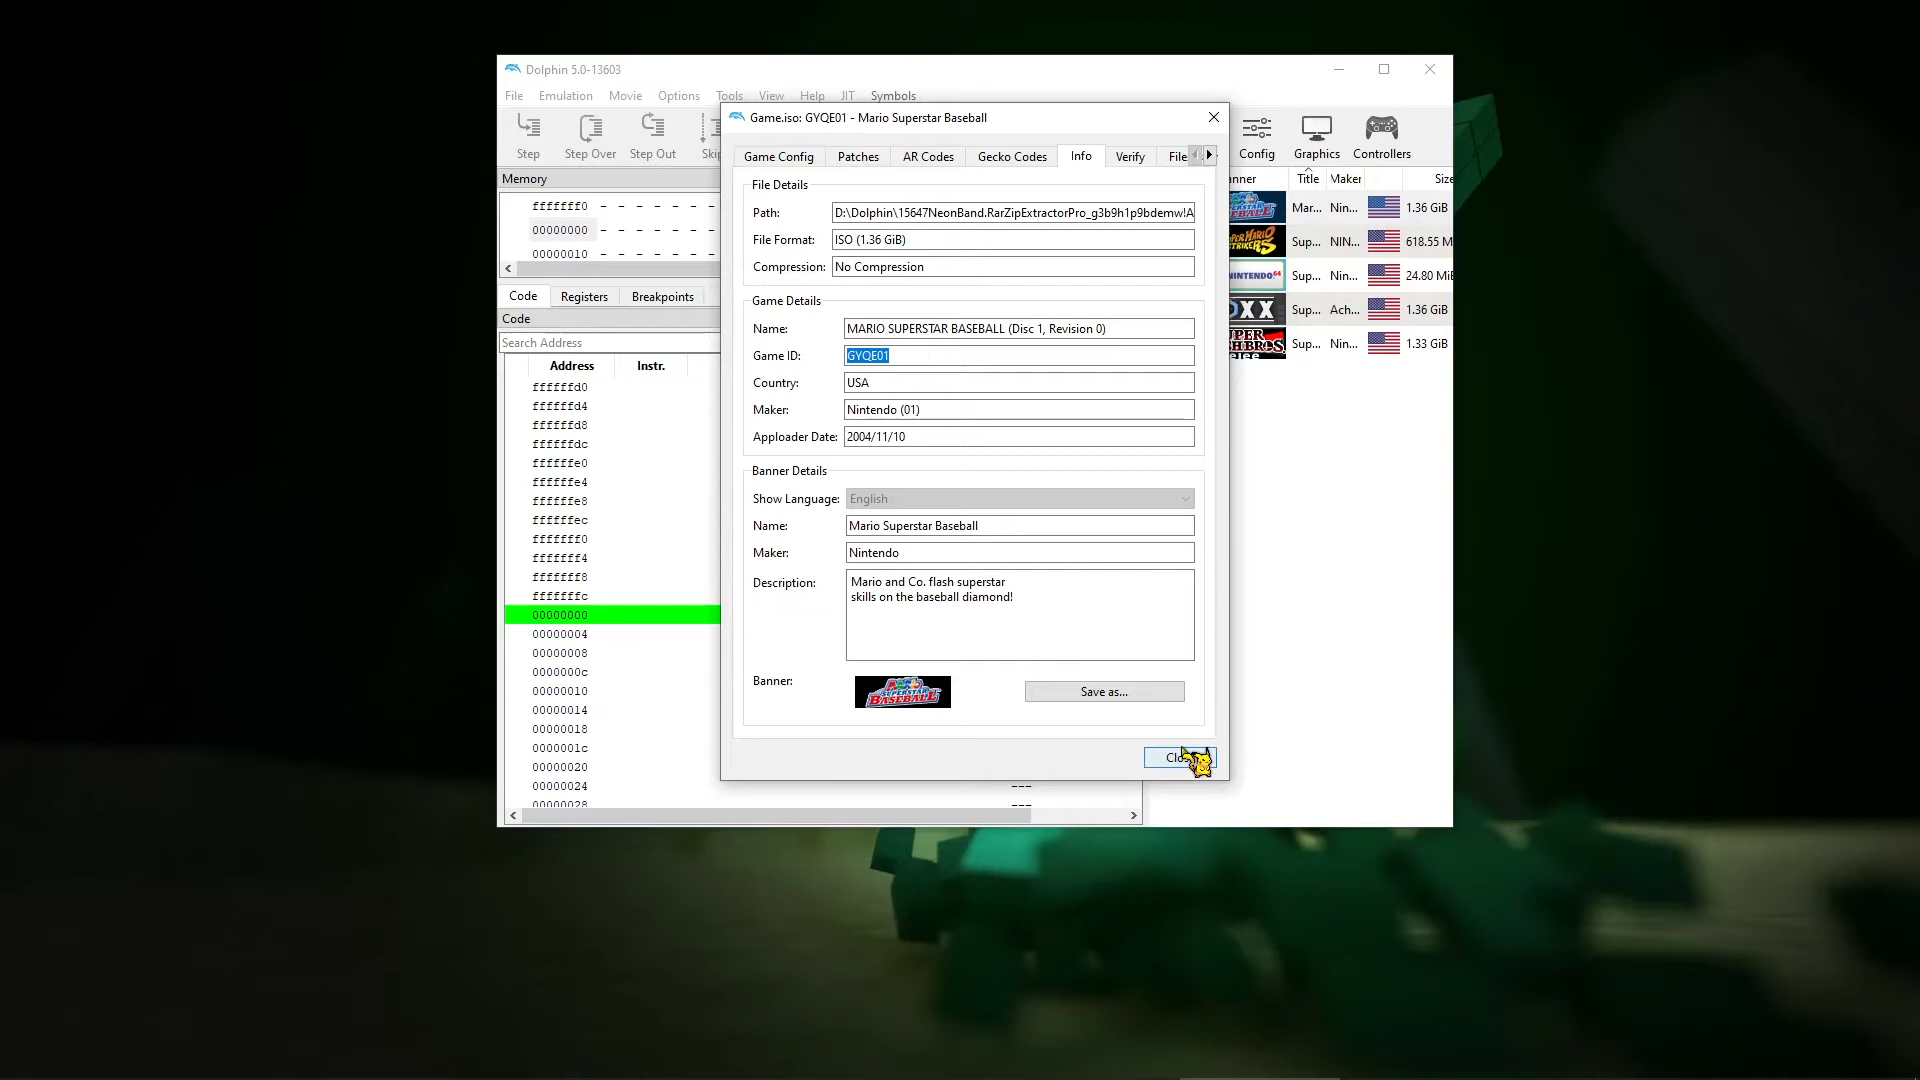 Dolphin 5.0-13603
File Emulation Movie Options Tools View Help JIT Symbols
Step Step Over Step Out Config Graphics Controllers
Memory
fffffff0 - - - - - - -
00000000 - - - - - - -
00000010 - - - - - - -
Code Registers Breakpoints
Code
Search Address
Address Instr.
ffffffd0
ffffffd4
ffffffd8
ffffffdc
ffffffe0
ffffffe4
ffffffe8
ffffffec
fffffff0
fffffff4
fffffff8
fffffffc
00000000
00000004
00000008
0000000c
00000010
00000014
00000018
0000001c
00000020
00000024 ---
00000028 ---
Game.iso: GYQE01 - Mario Superstar Baseball
Game Config Patches AR Codes Gecko Codes Info Verify File
File Details
Path: D:\Dolphin\15647NeonBand.RarZipExtractorPro_g3b9h1p9bdemw!A
File Format: ISO (1.36 GiB)
Compression: No Compression
Game Details
Name: MARIO SUPERSTAR BASEBALL (Disc 1, Revision 0)
Game ID: GYQE01
Country: USA
Maker: Nintendo (01)
Apploader Date: 2004/11/10
Banner Details
Show Language: English
Name: Mario Superstar Baseball
Maker: Nintendo
Description: Mario and Co. flash superstar
skills on the baseball diamond!
Banner: MARIO SUPERSTAR BASEBALL Save as...
Title Maker Size
Mar... Nin... 1.36 GiB
Sup... NIN... 618.55 M
NINTENDO64 Sup... Nin... 24.80 MiB
Sup... Ach... 1.36 GiB
Sup... Nin... 1.33 GiB